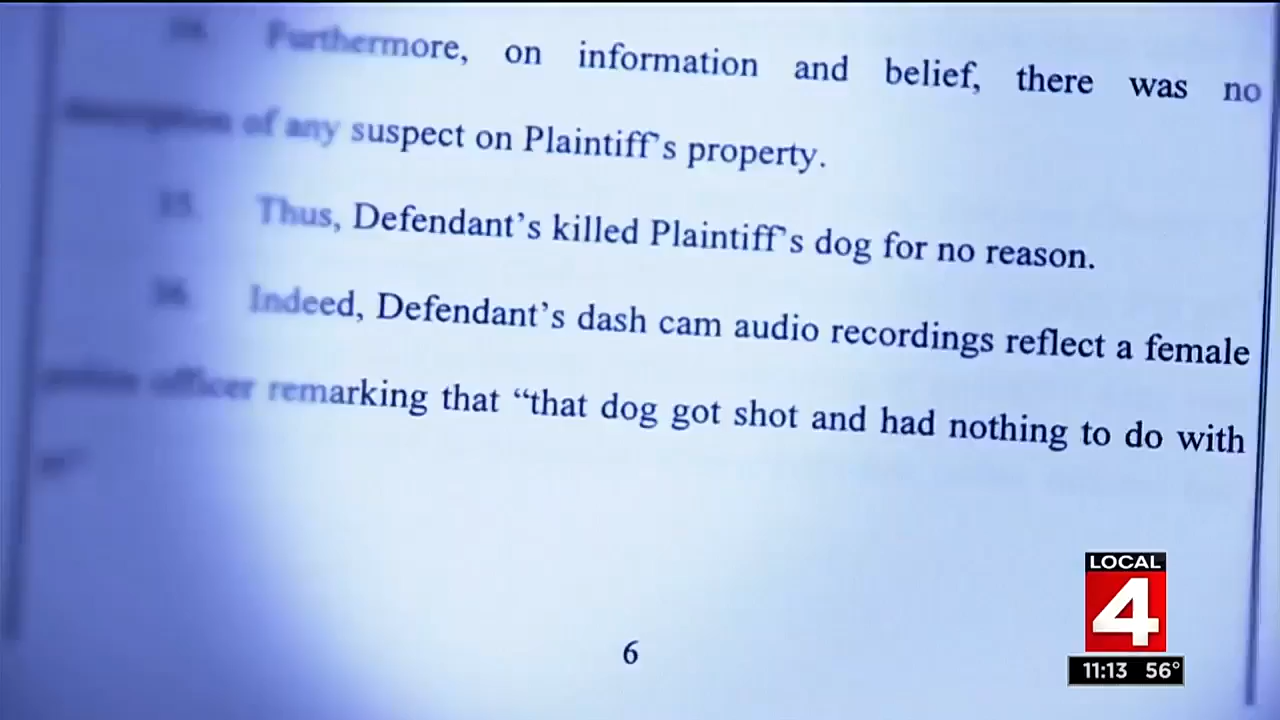 Furthermore, on information and belief, there was no
of any suspect on Plaintiff's property.
Thus, Defendant's killed Plaintiff's dog for no reason.
Indeed, Defendant's dash cam audio recordings reflect a female
officer remarking that “that dog got shot and had nothing to do with
6
LOCAL
4
11:13 56°